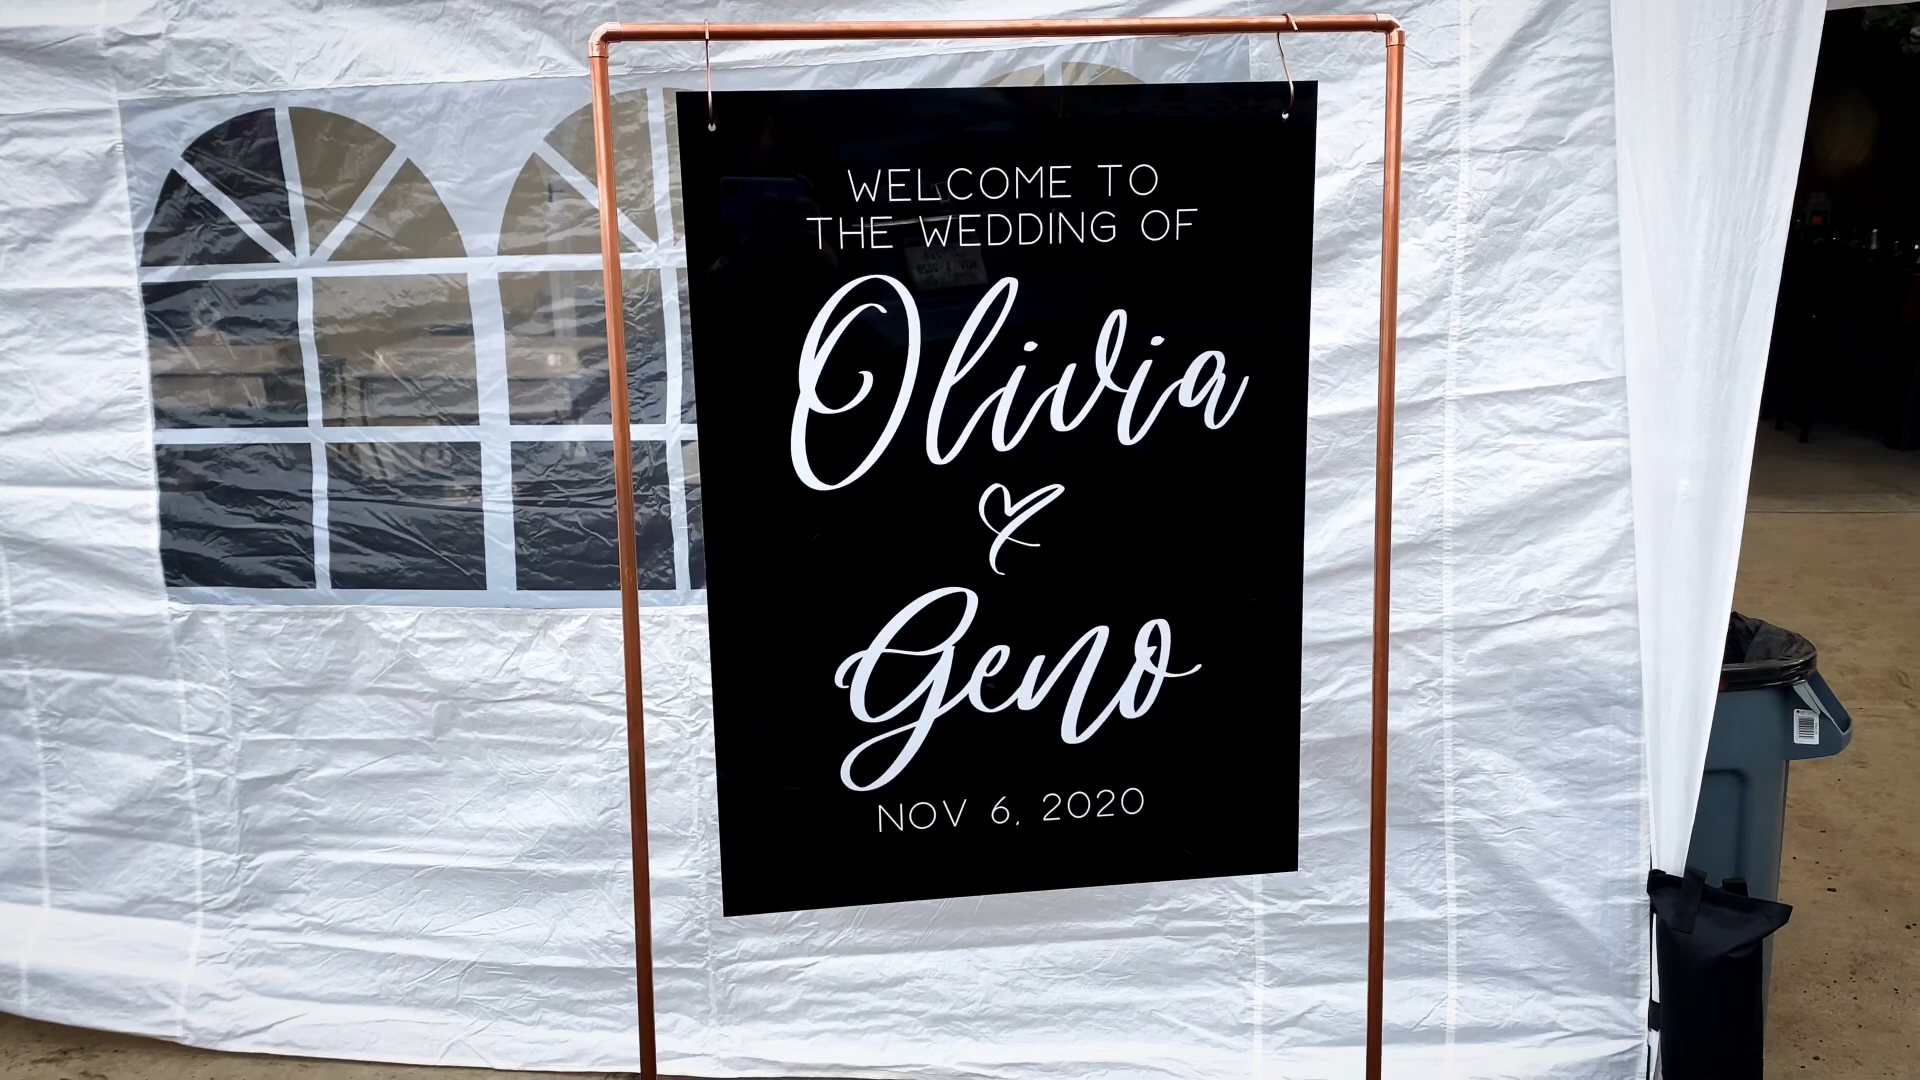 WELCOME TO
THE WEDDING OF
Olivia
&
Geno
NOV 6, 2020